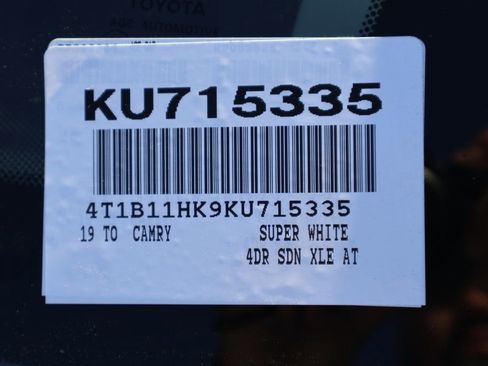 TOYOTA
KU715335
4T1B11HK9KU715335
19 TO CAMRY SUPER WHITE
4DR SDN XLE AT